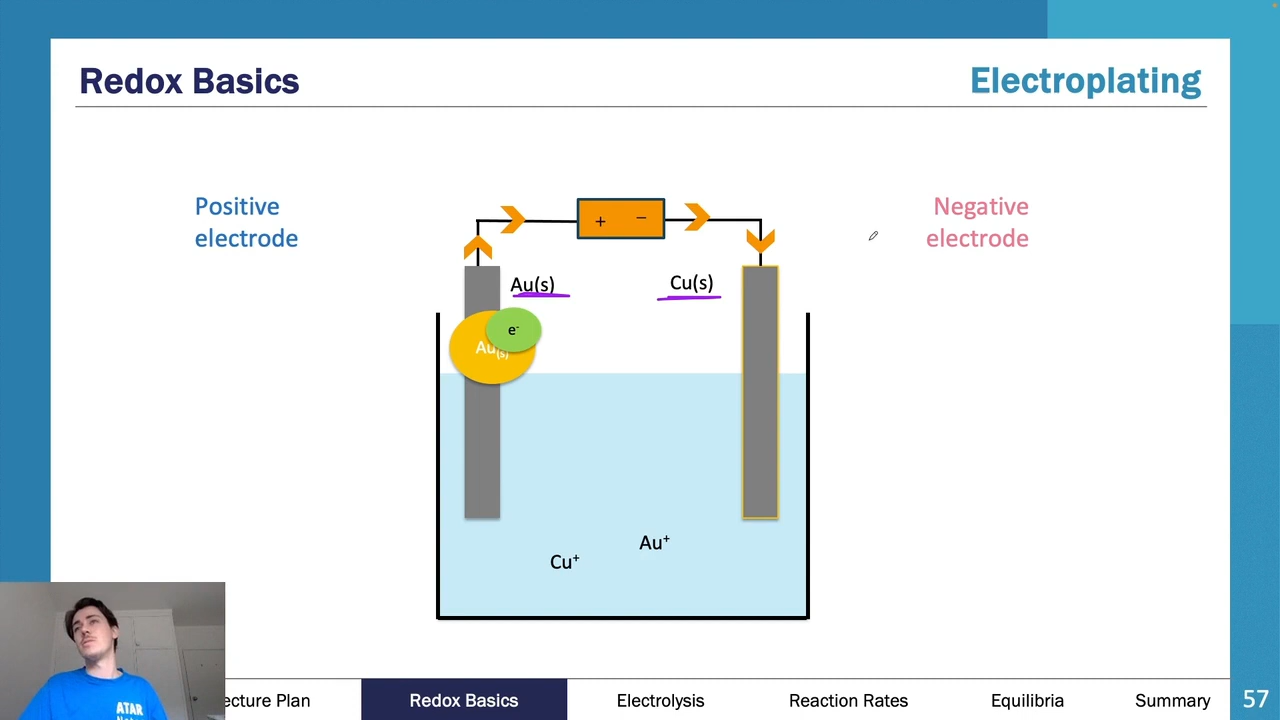 Redox Basics
Electroplating
Positive
electrode
Negative
electrode
+ −
Au(s)
Cu(s)
e⁻
Au(s)
Au⁺
Cu⁺
ecture Plan
Redox Basics
Electrolysis
Reaction Rates
Equilibria
Summary
57
ATAR